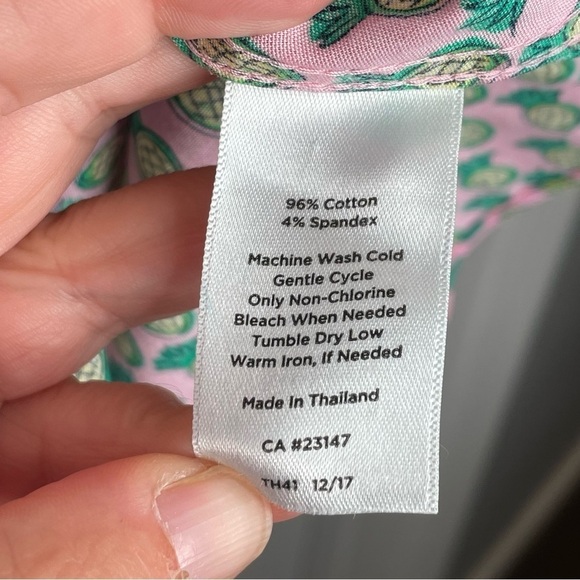 96% Cotton
4% Spandex
Machine Wash Cold
Gentle Cycle
Only Non-Chlorine
Bleach When Needed
Tumble Dry Low
Warm Iron, If Needed
Made In Thailand
CA #23147
TH41 12/17